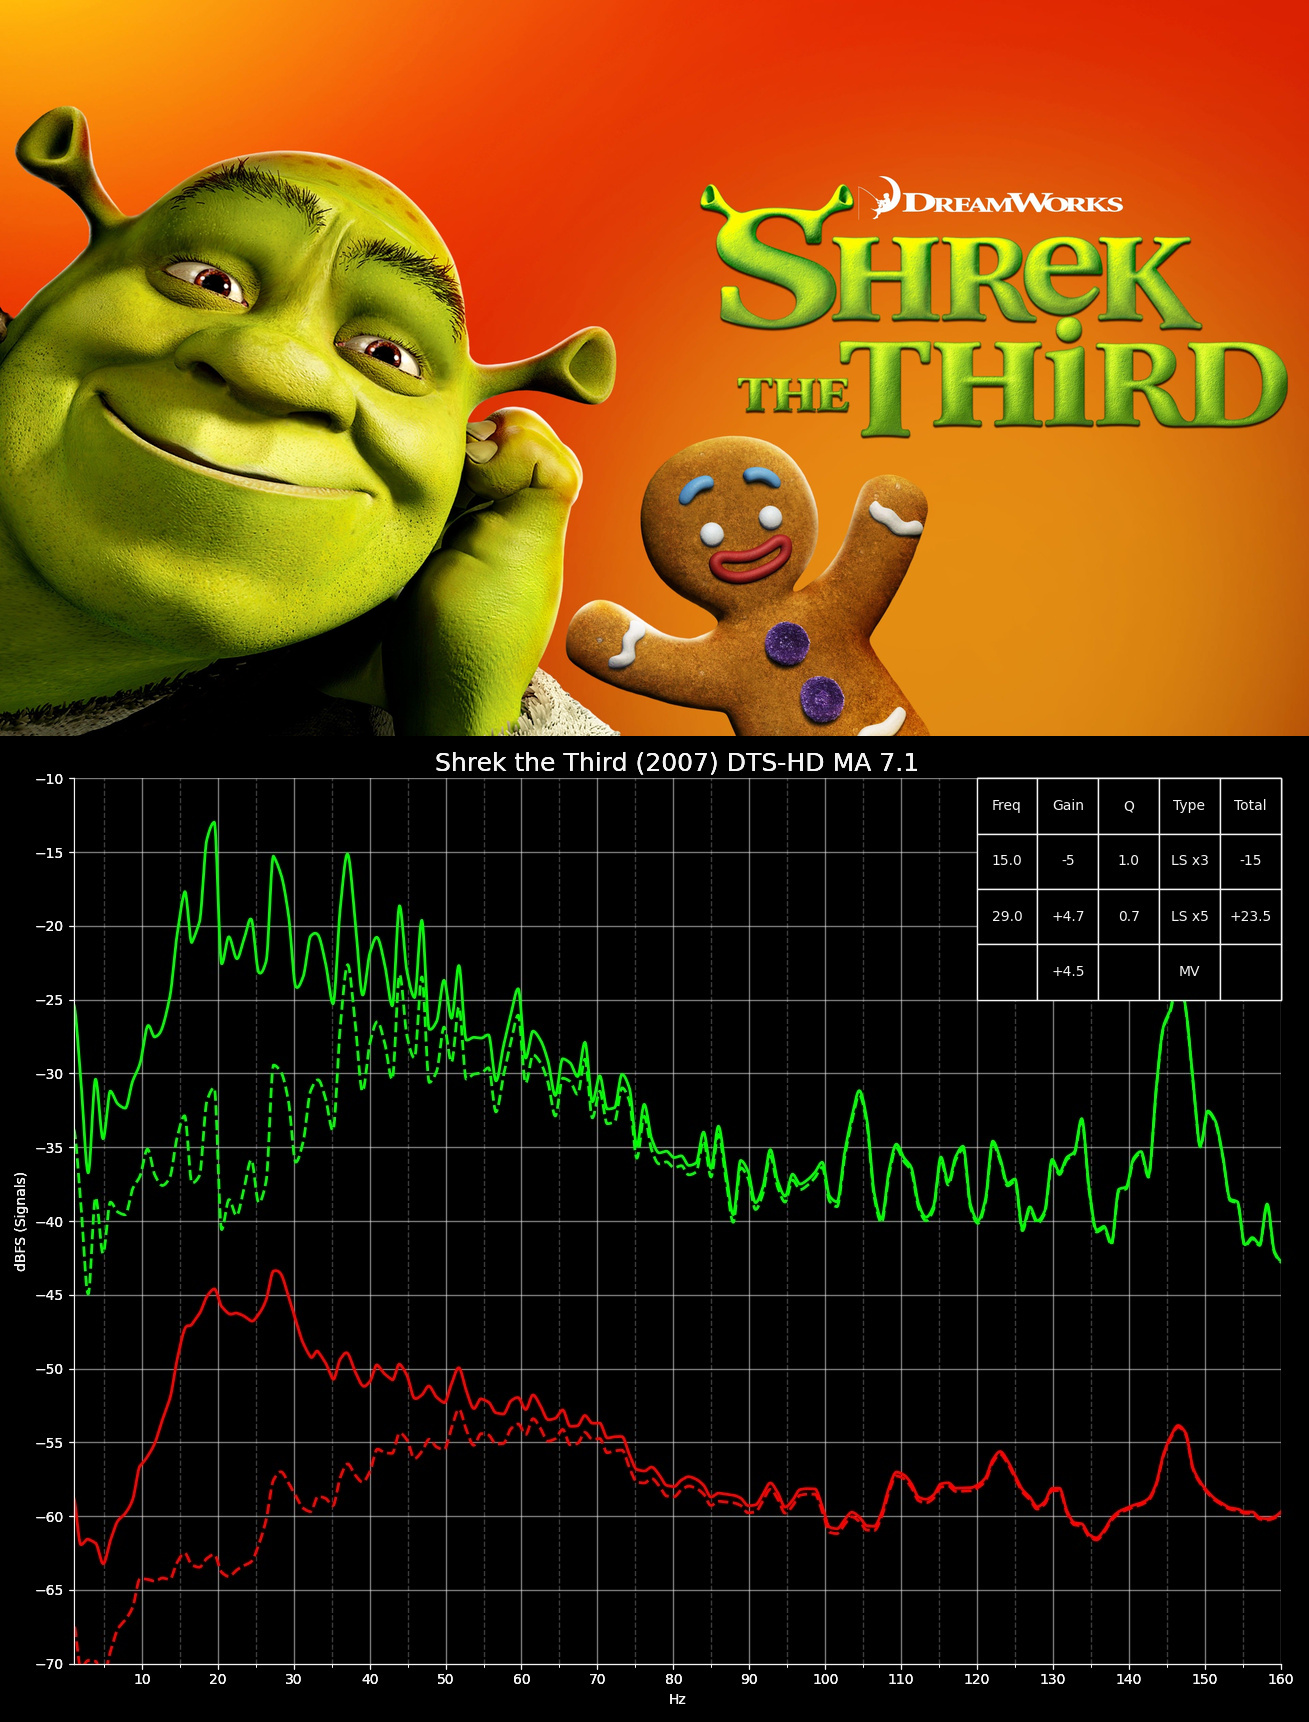 DREAMWORKS
SHReK
THE THiRD
Shrek the Third (2007) DTS-HD MA 7.1
Freq Gain Q Type Total
15.0 -5 1.0 LS x3 -15
29.0 +4.7 0.7 LS x5 +23.5
+4.5 MV
−10
−15
−20
−25
−30
−35
−40
−45
−50
−55
−60
−65
−70
dBFS (Signals)
10 20 30 40 50 60 70 80 90 100 110 120 130 140 150 160
Hz